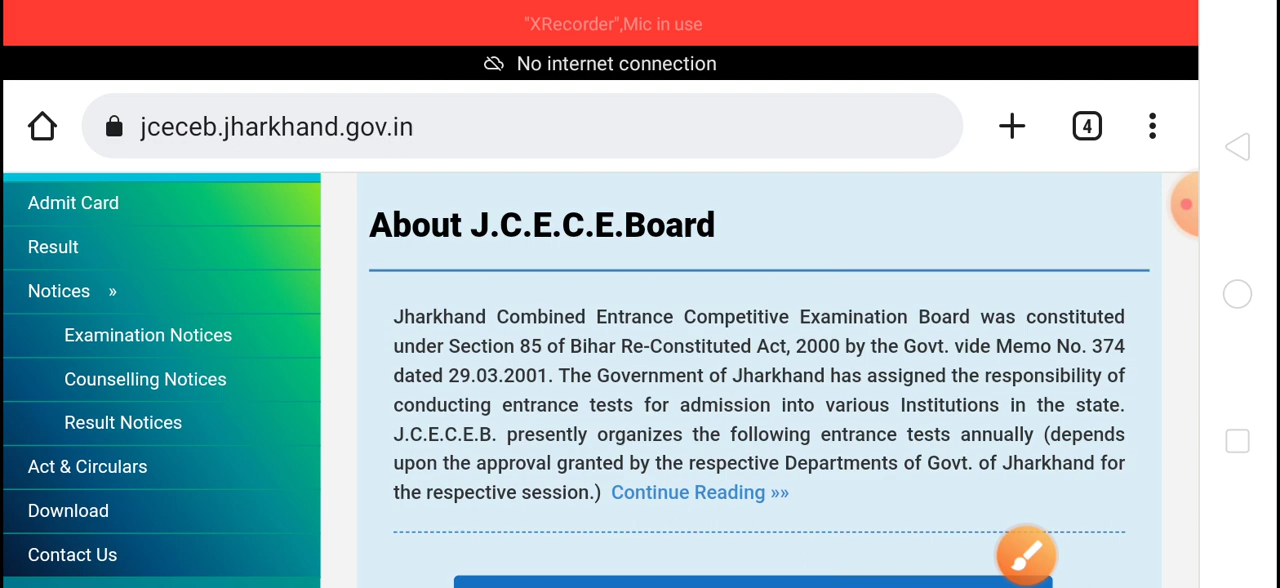 "XRecorder",Mic in use
No internet connection
jceceb.jharkhand.gov.in
4
Admit Card
Result
Notices »
Examination Notices
Counselling Notices
Result Notices
Act & Circulars
Download
Contact Us
About J.C.E.C.E.Board
Jharkhand Combined Entrance Competitive Examination Board was constituted
under Section 85 of Bihar Re-Constituted Act, 2000 by the Govt. vide Memo No. 374
dated 29.03.2001. The Government of Jharkhand has assigned the responsibility of
conducting entrance tests for admission into various Institutions in the state.
J.C.E.C.E.B. presently organizes the following entrance tests annually (depends
upon the approval granted by the respective Departments of Govt. of Jharkhand for
the respective session.) Continue Reading »»